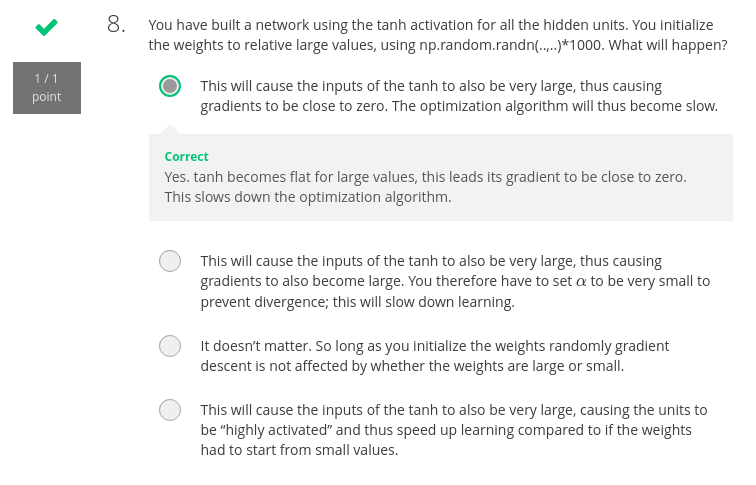 8.
You have built a network using the tanh activation for all the hidden units. You initialize
the weights to relative large values, using np.random.randn(..,..)*1000. What will happen?
1 / 1
point
This will cause the inputs of the tanh to also be very large, thus causing
gradients to be close to zero. The optimization algorithm will thus become slow.
Correct
Yes. tanh becomes flat for large values, this leads its gradient to be close to zero.
This slows down the optimization algorithm.
This will cause the inputs of the tanh to also be very large, thus causing
gradients to also become large. You therefore have to set α to be very small to
prevent divergence; this will slow down learning.
It doesn’t matter. So long as you initialize the weights randomly gradient
descent is not affected by whether the weights are large or small.
This will cause the inputs of the tanh to also be very large, causing the units to
be “highly activated” and thus speed up learning compared to if the weights
had to start from small values.